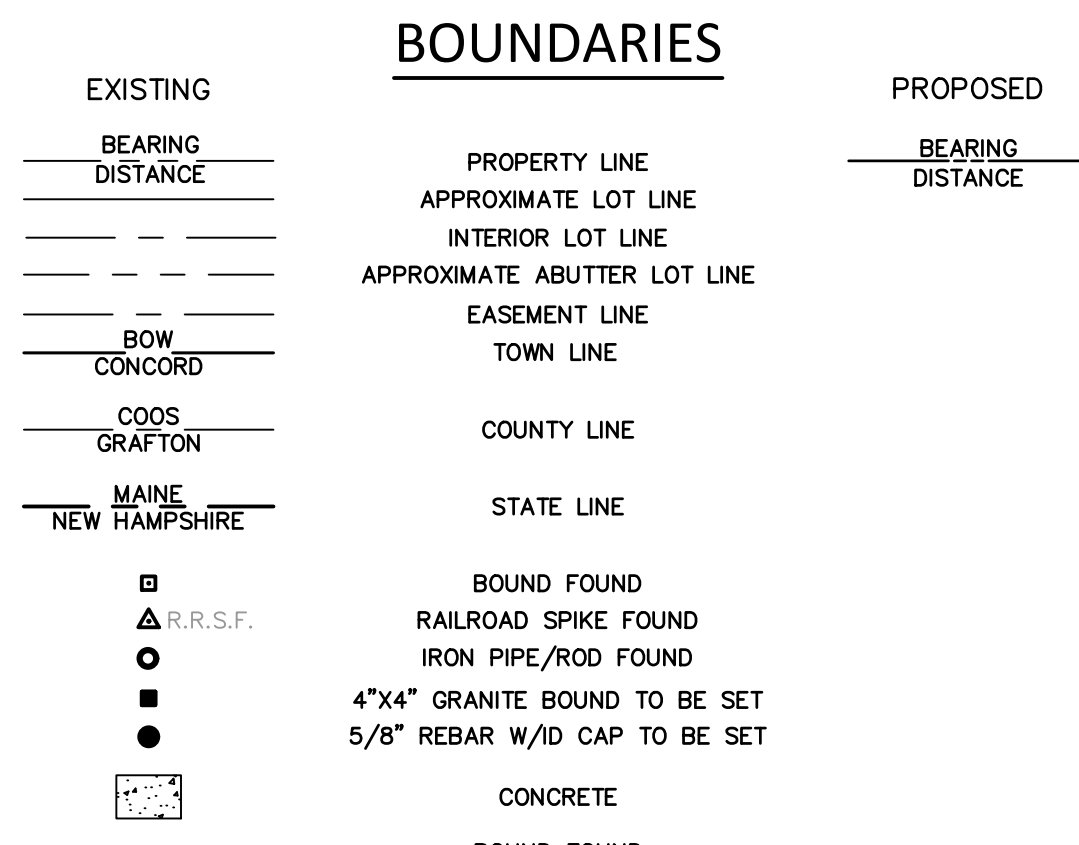 BOUNDARIES
EXISTING
PROPOSED
BEARING
DISTANCE
PROPERTY LINE
BEARING
DISTANCE
APPROXIMATE LOT LINE
INTERIOR LOT LINE
APPROXIMATE ABUTTER LOT LINE
EASEMENT LINE
BOW
CONCORD
TOWN LINE
COOS
GRAFTON
COUNTY LINE
MAINE
NEW HAMPSHIRE
STATE LINE
BOUND FOUND
R.R.S.F.
RAILROAD SPIKE FOUND
IRON PIPE/ROD FOUND
4"X4" GRANITE BOUND TO BE SET
5/8" REBAR W/ID CAP TO BE SET
CONCRETE